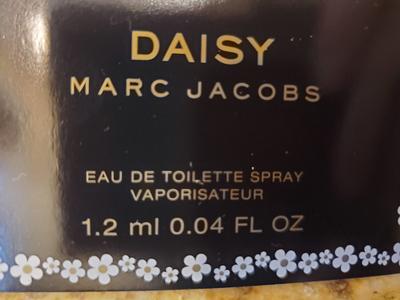 DAISY
MARC JACOBS
EAU DE TOILETTE SPRAY
VAPORISATEUR
1.2 ml 0.04 FL OZ